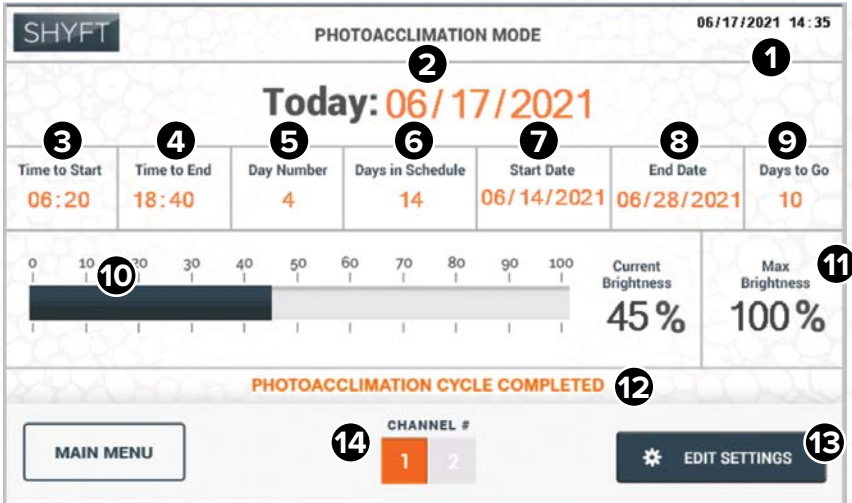 SHYFT
PHOTOACCLIMATION MODE
06/17/2021 14:35
1
2
Today: 06/17/2021
3 4 5 6 7 8 9
Time to Start Time to End Day Number Days in Schedule Start Date End Date Days to Go
06:20 18:40 4 14 06/14/2021 06/28/2021 10
0 10 20 30 40 50 60 70 80 90 100
10
Current
Brightness
45%
Max
Brightness
100%
11
PHOTOACCLIMATION CYCLE COMPLETED 12
MAIN MENU
14
CHANNEL #
1 2
EDIT SETTINGS
13